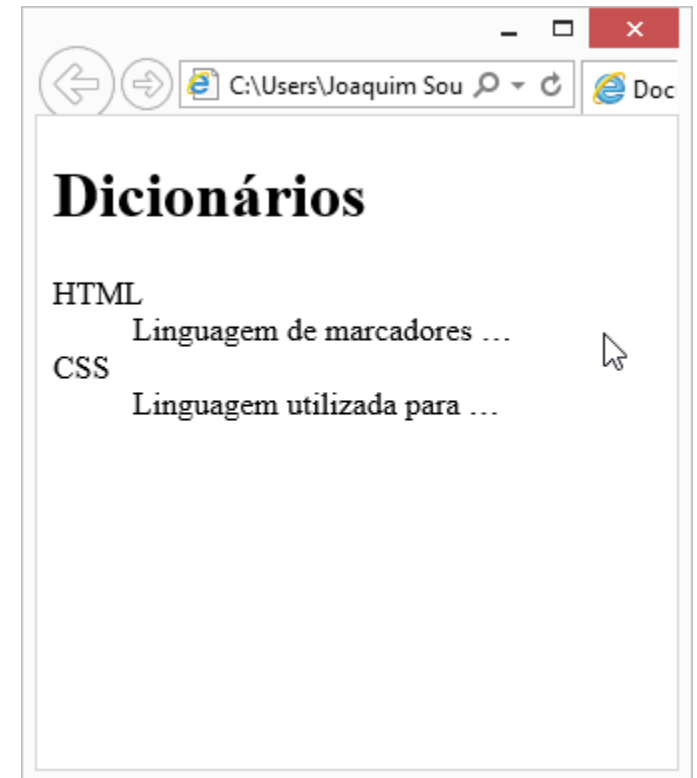 C:\Users\Joaquim Sou
Doc
Dicionários
HTML
Linguagem de marcadores …
CSS
Linguagem utilizada para …